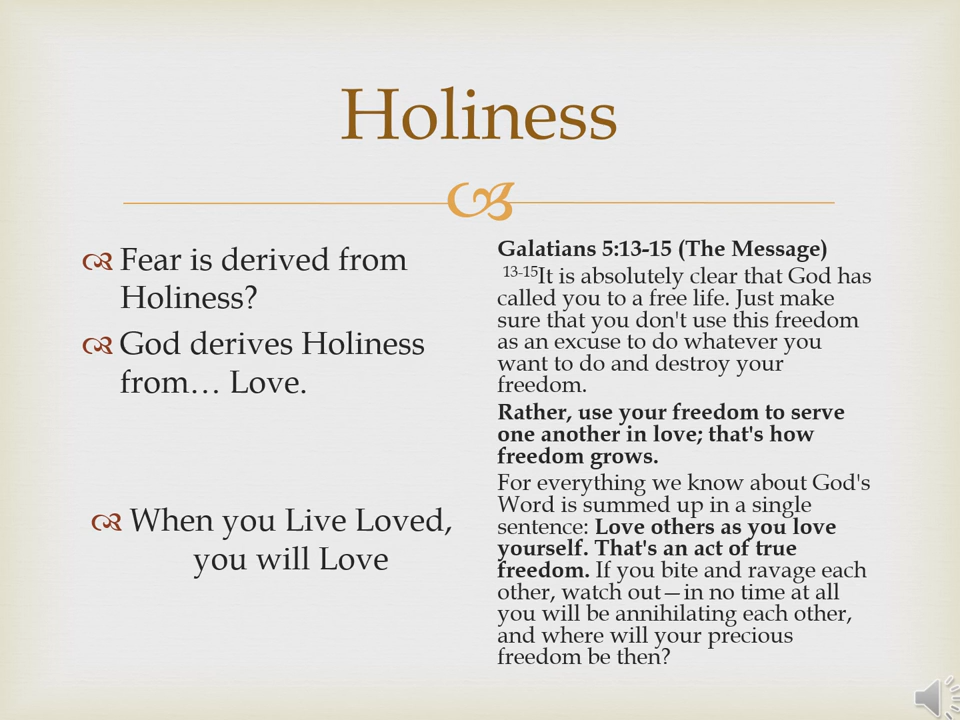 Holiness
Fear is derived from
Holiness?
God derives Holiness
from… Love.
When you Live Loved,
you will Love
Galatians 5:13-15 (The Message)
13-15It is absolutely clear that God has
called you to a free life. Just make
sure that you don't use this freedom
as an excuse to do whatever you
want to do and destroy your
freedom.
Rather, use your freedom to serve
one another in love; that's how
freedom grows.
For everything we know about God's
Word is summed up in a single
sentence: Love others as you love
yourself. That's an act of true
freedom. If you bite and ravage each
other, watch out—in no time at all
you will be annihilating each other,
and where will your precious
freedom be then?